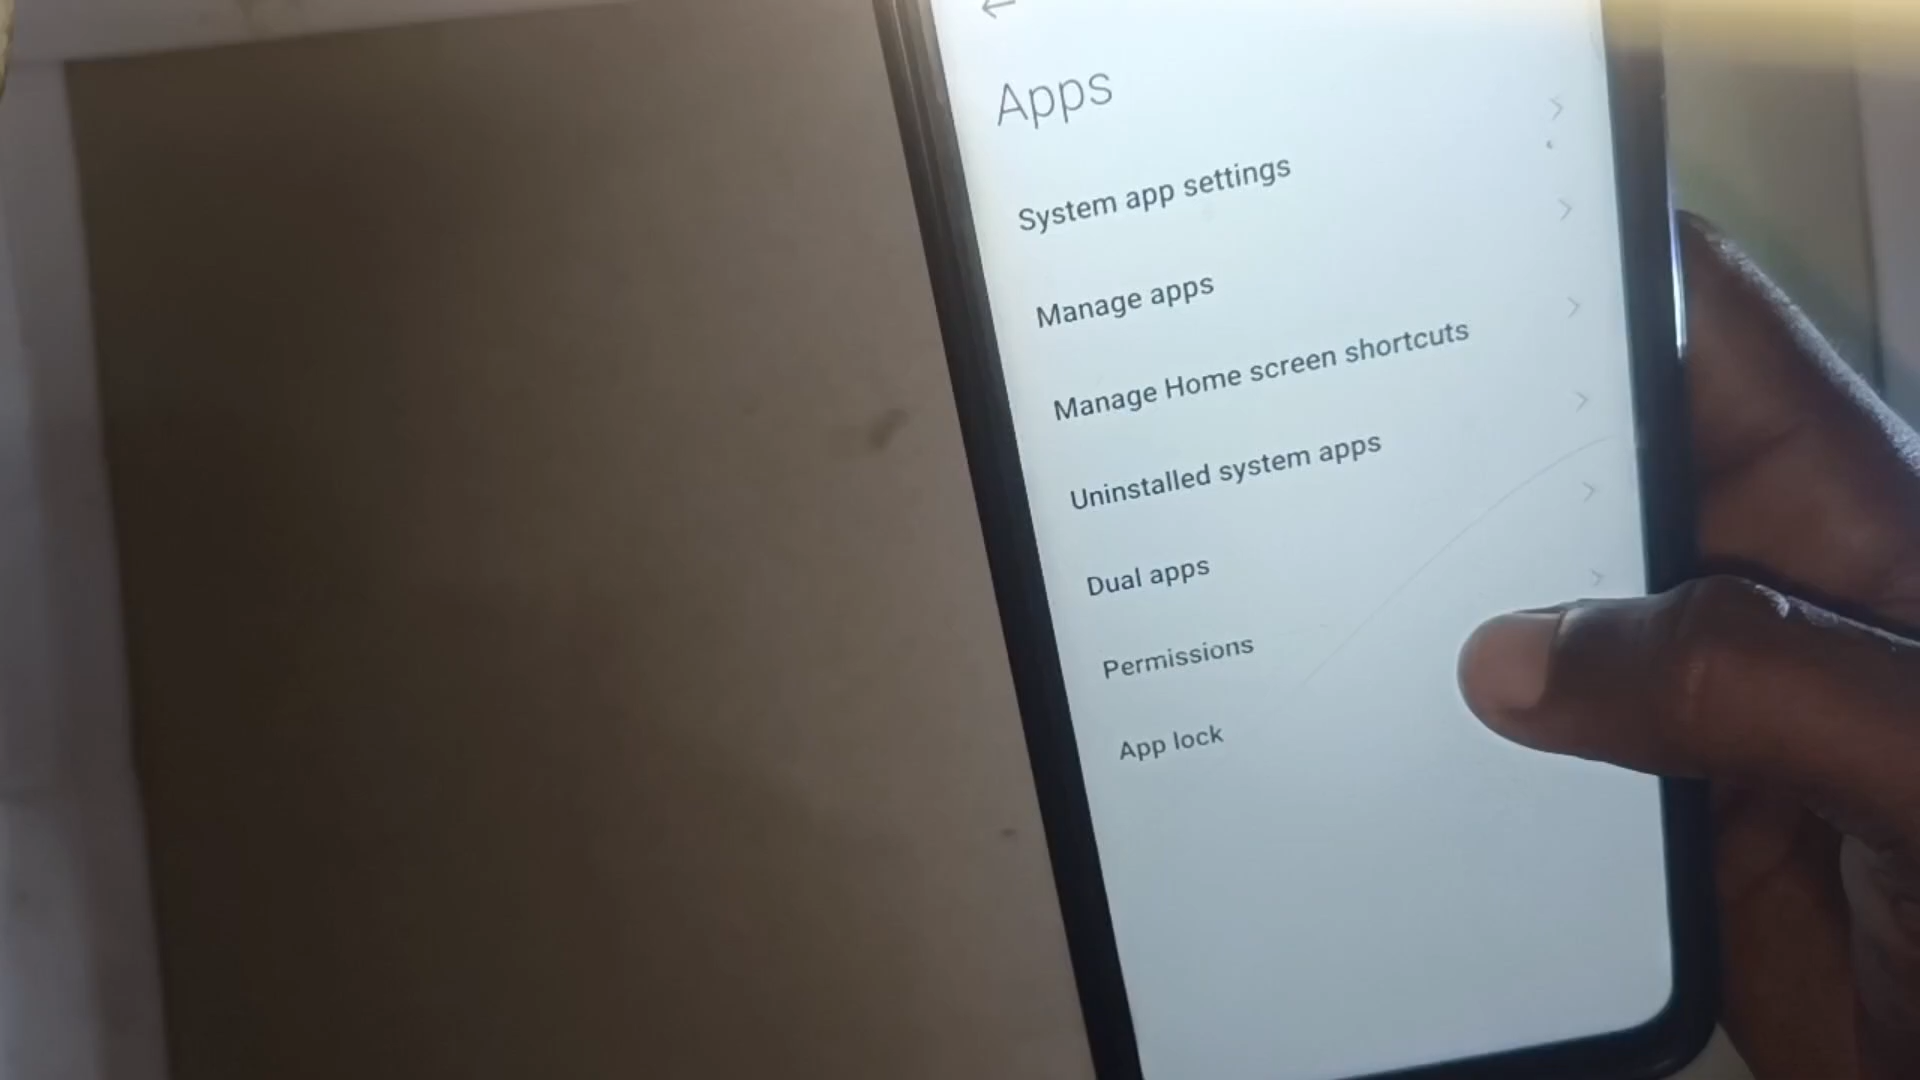 Apps
System app settings
Manage apps
Manage Home screen shortcuts
Uninstalled system apps
Dual apps
Permissions
App lock